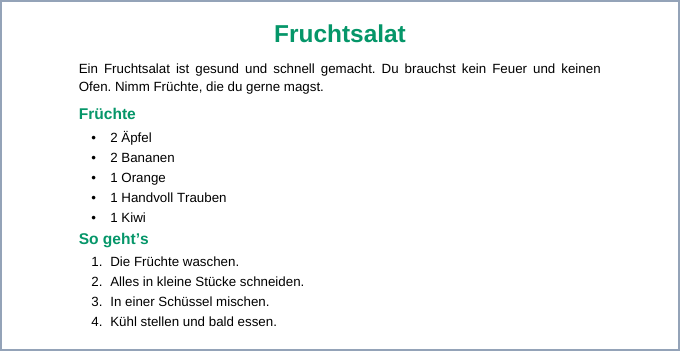 Fruchtsalat
Ein Fruchtsalat ist gesund und schnell gemacht. Du brauchst kein Feuer und keinen
Ofen. Nimm Früchte, die du gerne magst.
Früchte
• 2 Äpfel
• 2 Bananen
• 1 Orange
• 1 Handvoll Trauben
• 1 Kiwi
So geht’s
1. Die Früchte waschen.
2. Alles in kleine Stücke schneiden.
3. In einer Schüssel mischen.
4. Kühl stellen und bald essen.